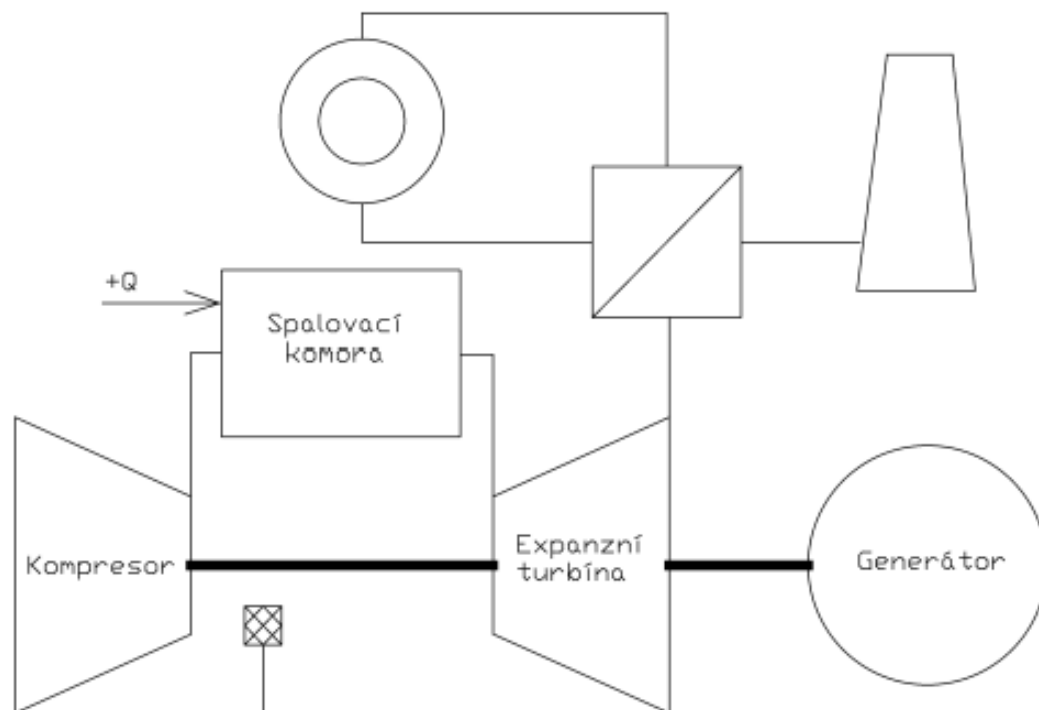 +Q
Spalovací
komora
Kompresor
Expanzní
turbína
Generátor